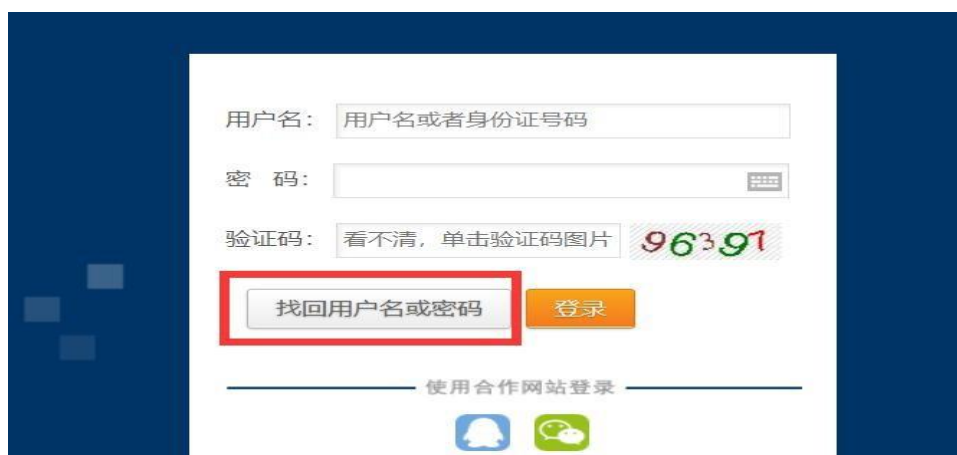 用户名： 用户名或者身份证号码
密 码：
验证码： 看不清，单击验证码图片 96391
找回用户名或密码 登录
使用合作网站登录